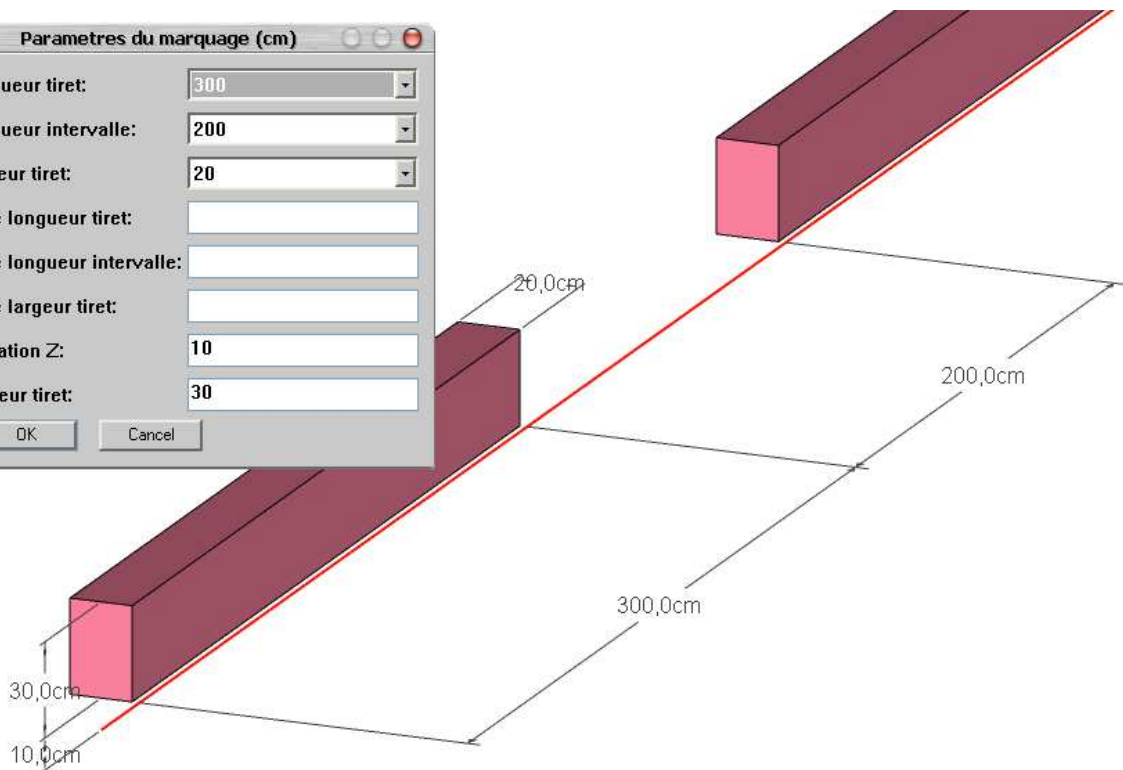 Parametres du marquage (cm)
ueur tiret: 300
ueur intervalle: 200
eur tiret: 20
longueur tiret:
longueur intervalle:
largeur tiret:
ation Z: 10
eur tiret: 30
OK Cancel
20,0cm
200,0cm
300,0cm
30,0cm
10,0cm